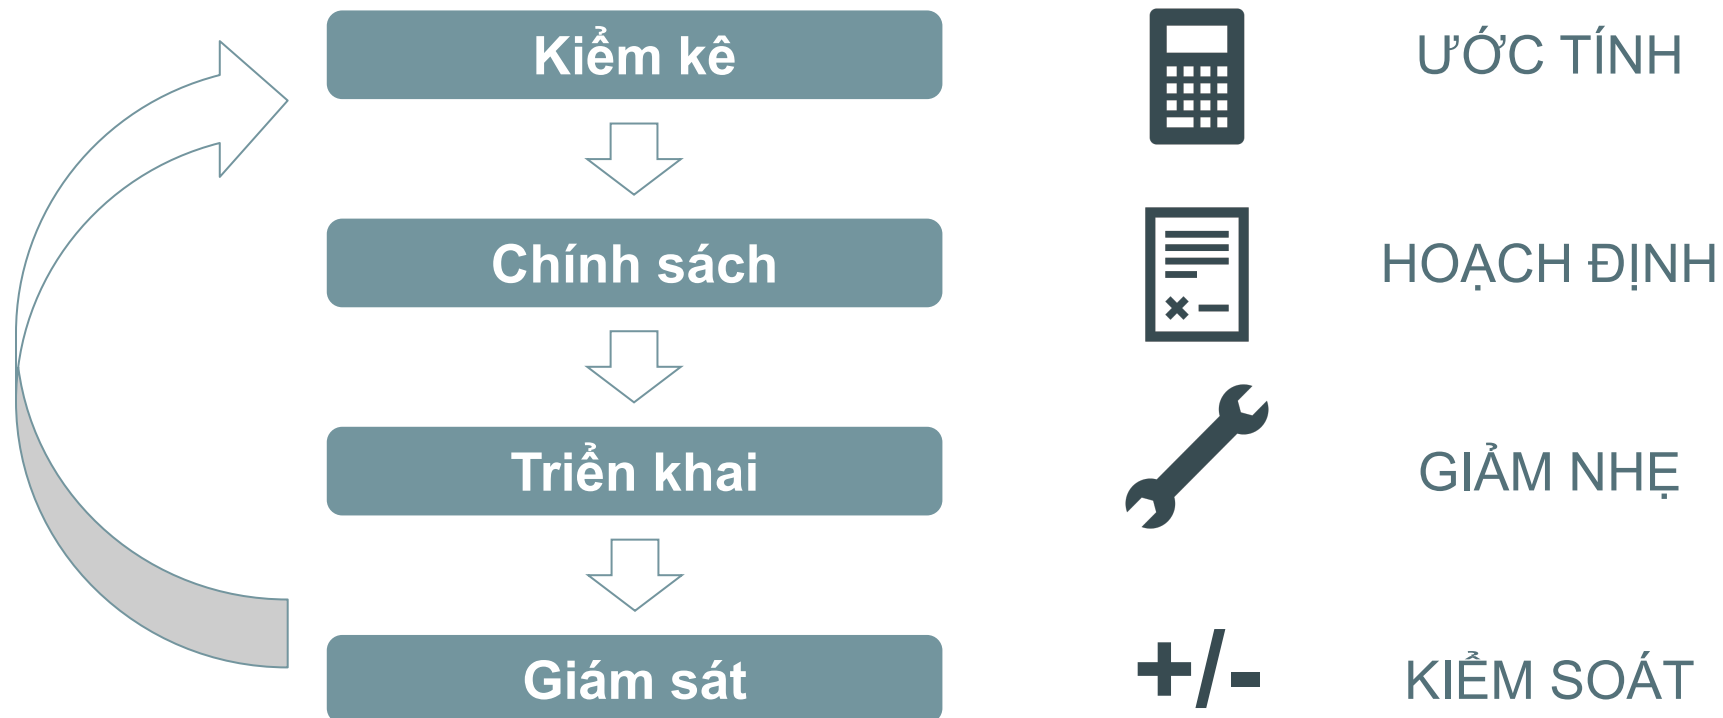 Kiểm kê
ƯỚC TÍNH
Chính sách
HOẠCH ĐỊNH
Triển khai
GIẢM NHẸ
Giám sát
+/-
KIỂM SOÁT